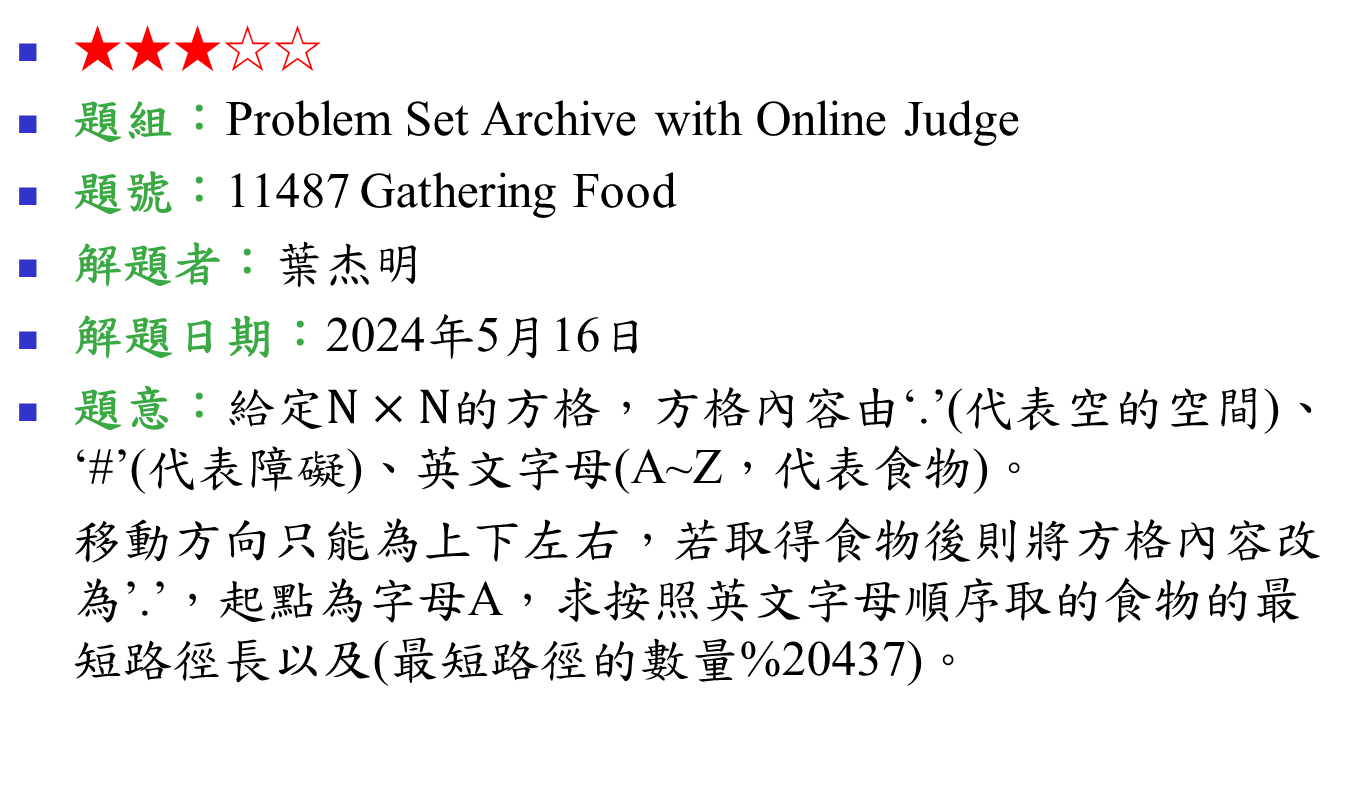 ★★★☆☆
題組：Problem Set Archive with Online Judge
題號：11487 Gathering Food
解題者：葉杰明
解題日期：2024年5月16日
題意：給定N × N的方格，方格內容由‘.’(代表空的空間)、
‘#’(代表障礙)、英文字母(A~Z，代表食物)。
移動方向只能為上下左右，若取得食物後則將方格內容改
為’.’，起點為字母A，求按照英文字母順序取的食物的最
短路徑長以及(最短路徑的數量%20437)。